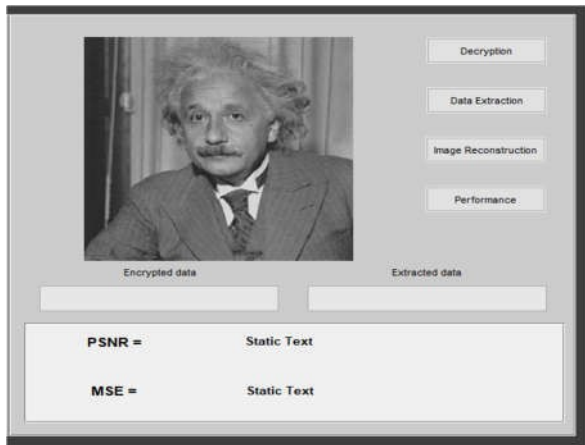 Decryption
Data Extraction
Image Reconstruction
Performance
Encrypted data
Extracted data
PSNR =
Static Text
MSE =
Static Text